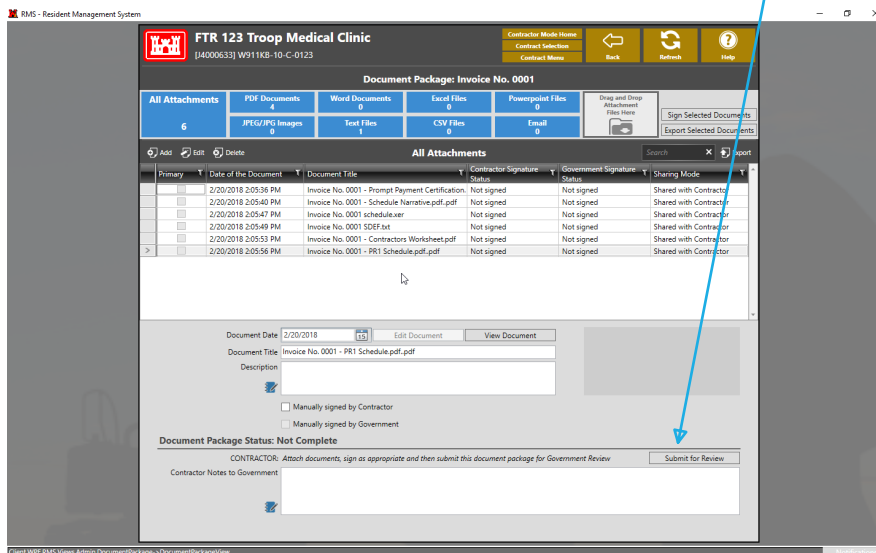 RMS - Resident Management System
FTR 123 Troop Medical Clinic
[J4000633] W911KB-10-C-0123
Contractor Mode Home
Contract Selection
Contract Menu
Back
Refresh
Help
Document Package: Invoice No. 0001
All Attachments
6
PDF Documents
4
Word Documents
0
Excel Files
0
Powerpoint Files
0
JPEG/JPG Images
0
Text Files
1
CSV Files
0
Email
0
Drag and Drop
Attachment
Files Here
Sign Selected Documents
Export Selected Documents
Add Edit Delete
All Attachments
Search X Export
Primary Date of the Document Document Title Contractor Signature Status Government Signature Status Sharing Mode
2/20/2018 2:05:36 PM Invoice No. 0001 - Prompt Payment Certification. Not signed Not signed Shared with Contractor
2/20/2018 2:05:40 PM Invoice No. 0001 - Schedule Narrative.pdf..pdf Not signed Not signed Shared with Contractor
2/20/2018 2:05:47 PM Invoice No. 0001 schedule.xer Not signed Not signed Shared with Contractor
2/20/2018 2:05:49 PM Invoice No. 0001 SDEF.txt Not signed Not signed Shared with Contractor
2/20/2018 2:05:53 PM Invoice No. 0001 - Contractors Worksheet.pdf Not signed Not signed Shared with Contractor
> 2/20/2018 2:05:56 PM Invoice No. 0001 - PR1 Schedule.pdf..pdf Not signed Not signed Shared with Contractor
Document Date 2/20/2018 15 Edit Document View Document
Document Title Invoice No. 0001 - PR1 Schedule.pdf..pdf
Description
Manually signed by Contractor
Manually signed by Government
Document Package Status: Not Complete
CONTRACTOR: Attach documents, sign as appropriate and then submit this document package for Government Review Submit for Review
Contractor Notes to Government
Client WPF RMS Views Admin DocumentPackage->DocumentPackageView